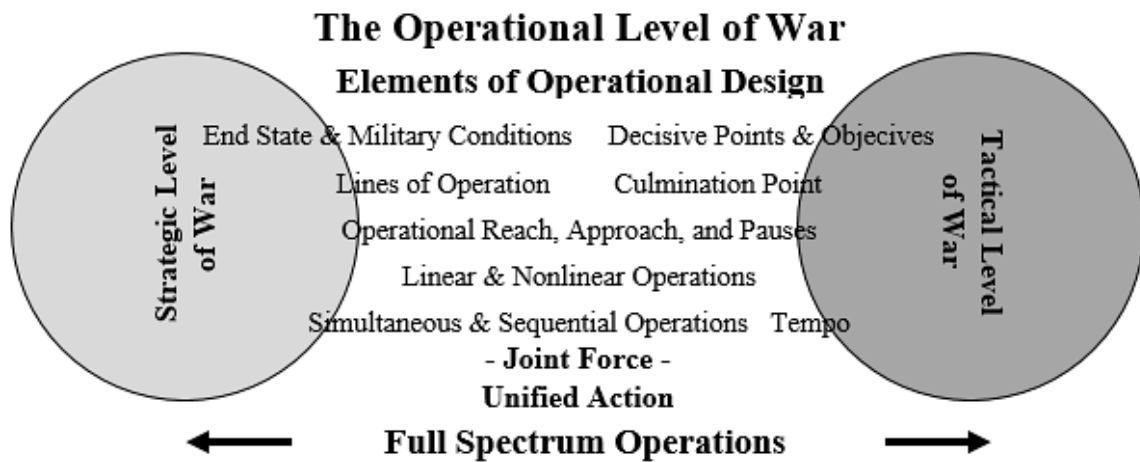 The Operational Level of War
Elements of Operational Design
End State & Military Conditions Decisive Points & Objecives
Lines of Operation Culmination Point
Operational Reach, Approach, and Pauses
Linear & Nonlinear Operations
Simultaneous & Sequential Operations Tempo
- Joint Force -
Unified Action
Full Spectrum Operations
Strategic Level
of War
Tactical Level
of War